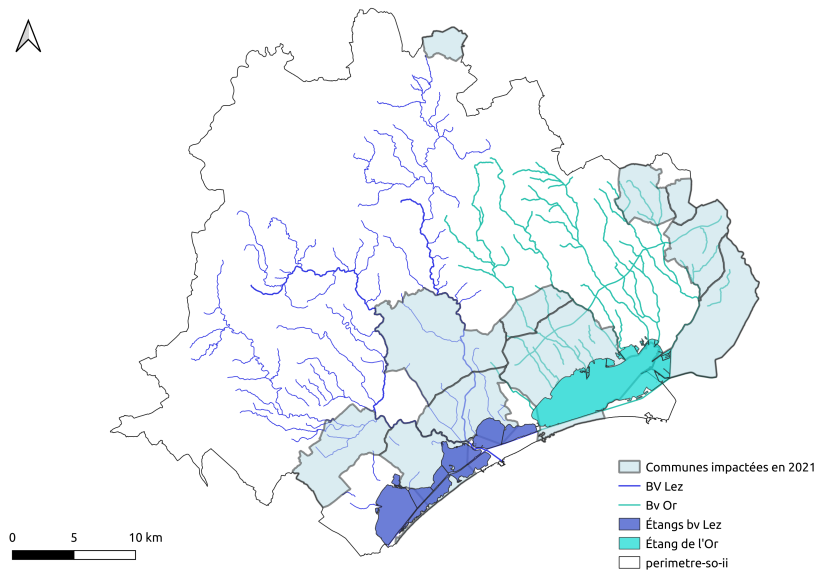 Communes impactées en 2021
BV Lez
Bv Or
Étangs bv Lez
Étang de l'Or
perimetre-so-ii
0 5 10 km